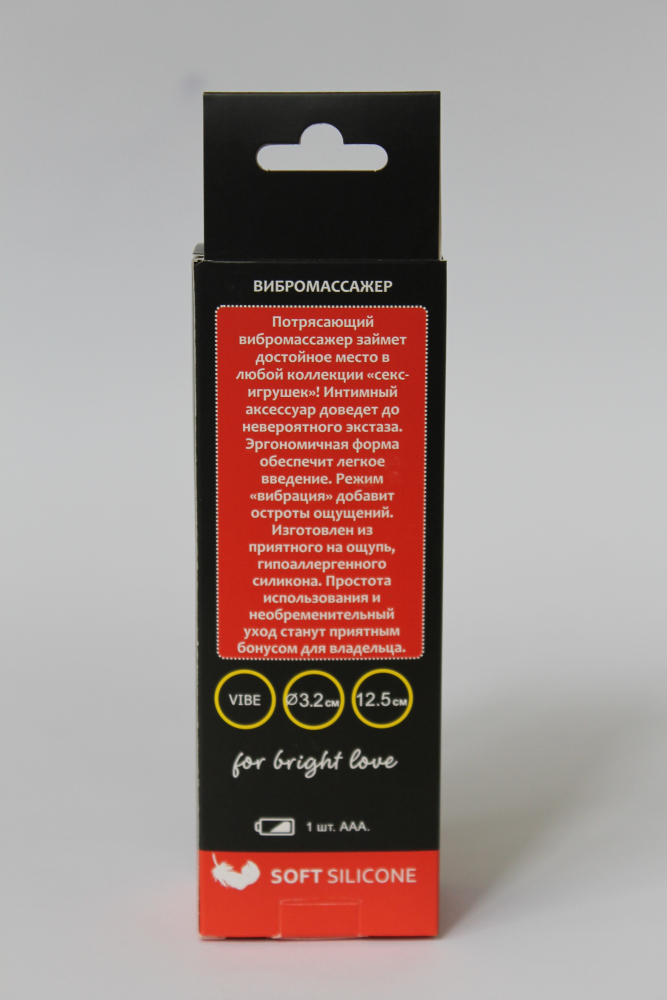 ВИБРОМАССАЖЕР
Потрясающий
вибромассажер займет
достойное место в
любой коллекции «секс-
игрушек»! Интимный
аксессуар доведет до
невероятного экстаза.
Эргономичная форма
обеспечит легкое
введение. Режим
«вибрация» добавит
остроты ощущений.
Изготовлен из
приятного на ощупь,
гипоаллергенного
силикона. Простота
использования и
необременительный
уход станут приятным
бонусом для владельца.
VIBE Ø3.2см 12.5см
for bright love
1 шт. AAA.
SOFT SILICONE